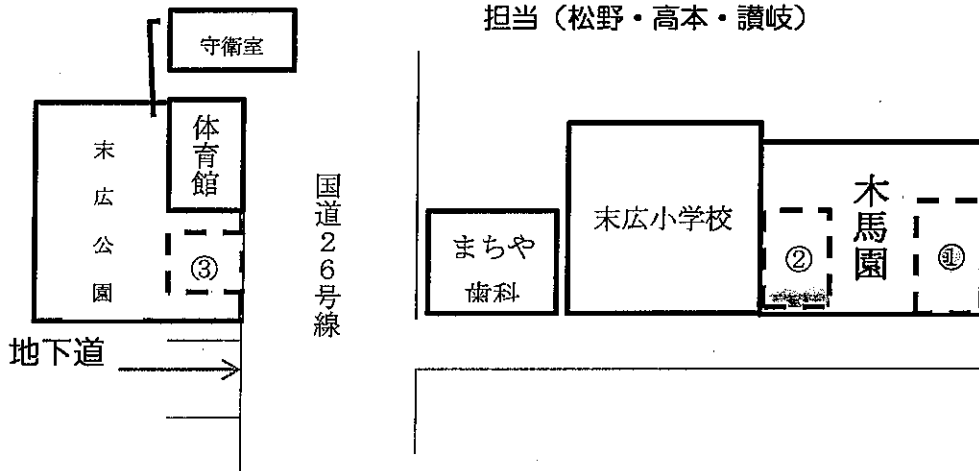 担当（松野・高本・讃岐）
守衛室
体育館
末広公園
③
国道２６号線
まちや
歯科
末広小学校
②
木馬園
①
地下道